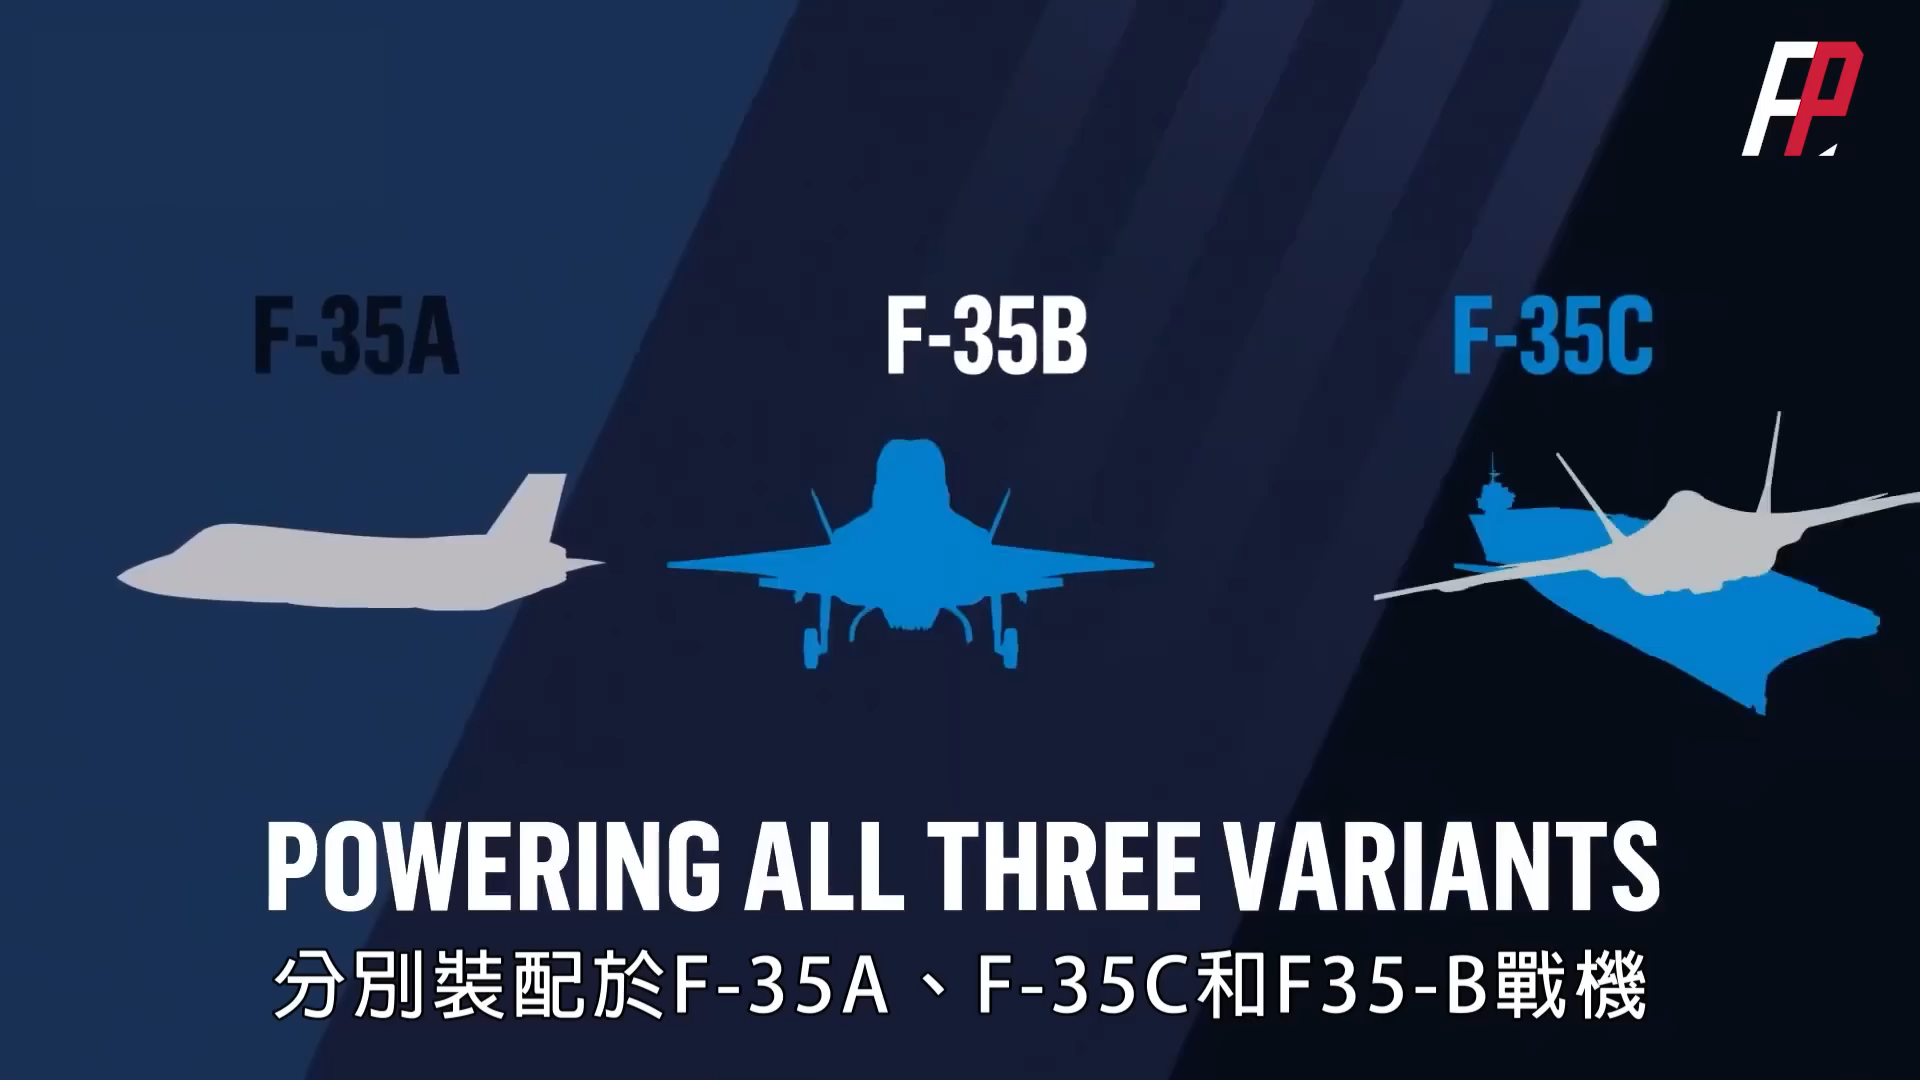 FP
F-35A
F-35B
F-35C
POWERING ALL THREE VARIANTS
分別裝配於F-35A、F-35C和F35-B戰機